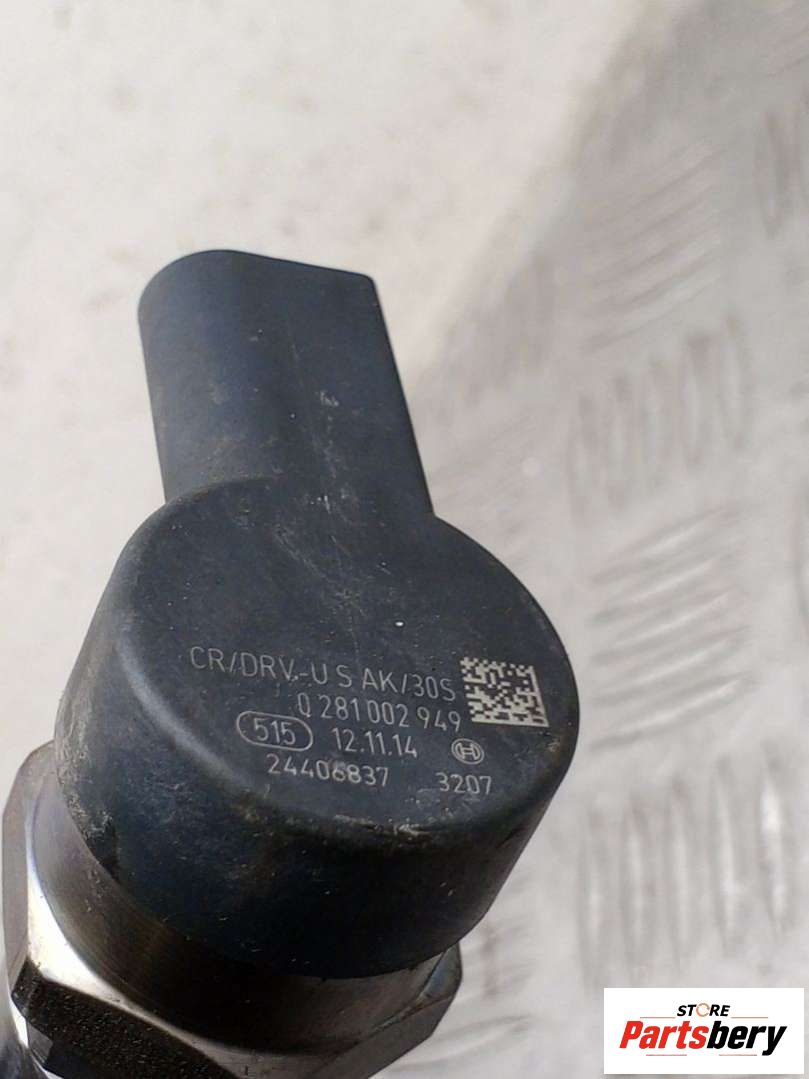 CR/DRV-U S AK/30S
0 281 002 949
515 12.11.14
24406837 3207
STORE
Partsbery